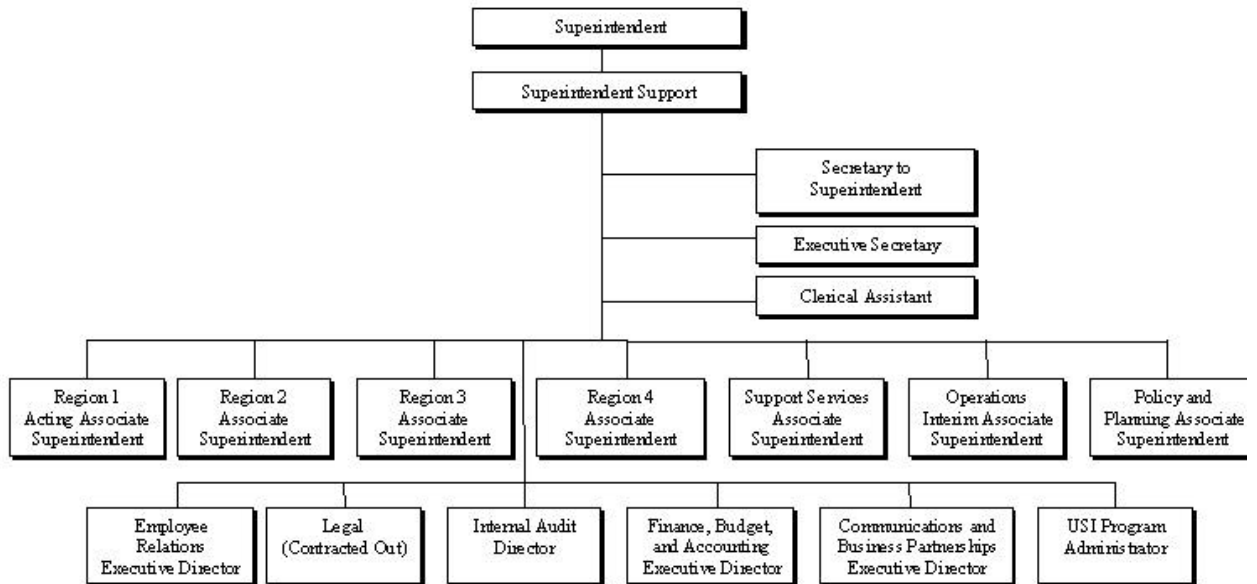 Superintendent
Superintendent Support
Secretary to
Superintendent
Executive Secretary
Clerical Assistant
Region 1
Acting Associate
Superintendent
Region 2
Associate
Superintendent
Region 3
Associate
Superintendent
Region 4
Associate
Superintendent
Support Services
Associate
Superintendent
Operations
Interim Associate
Superintendent
Policy and
Planning Associate
Superintendent
Employee
Relations
Executive Director
Legal
(Contracted Out)
Internal Audit
Director
Finance, Budget,
and Accounting
Executive Director
Communications and
Business Partnerships
Executive Director
USI Program
Administrator